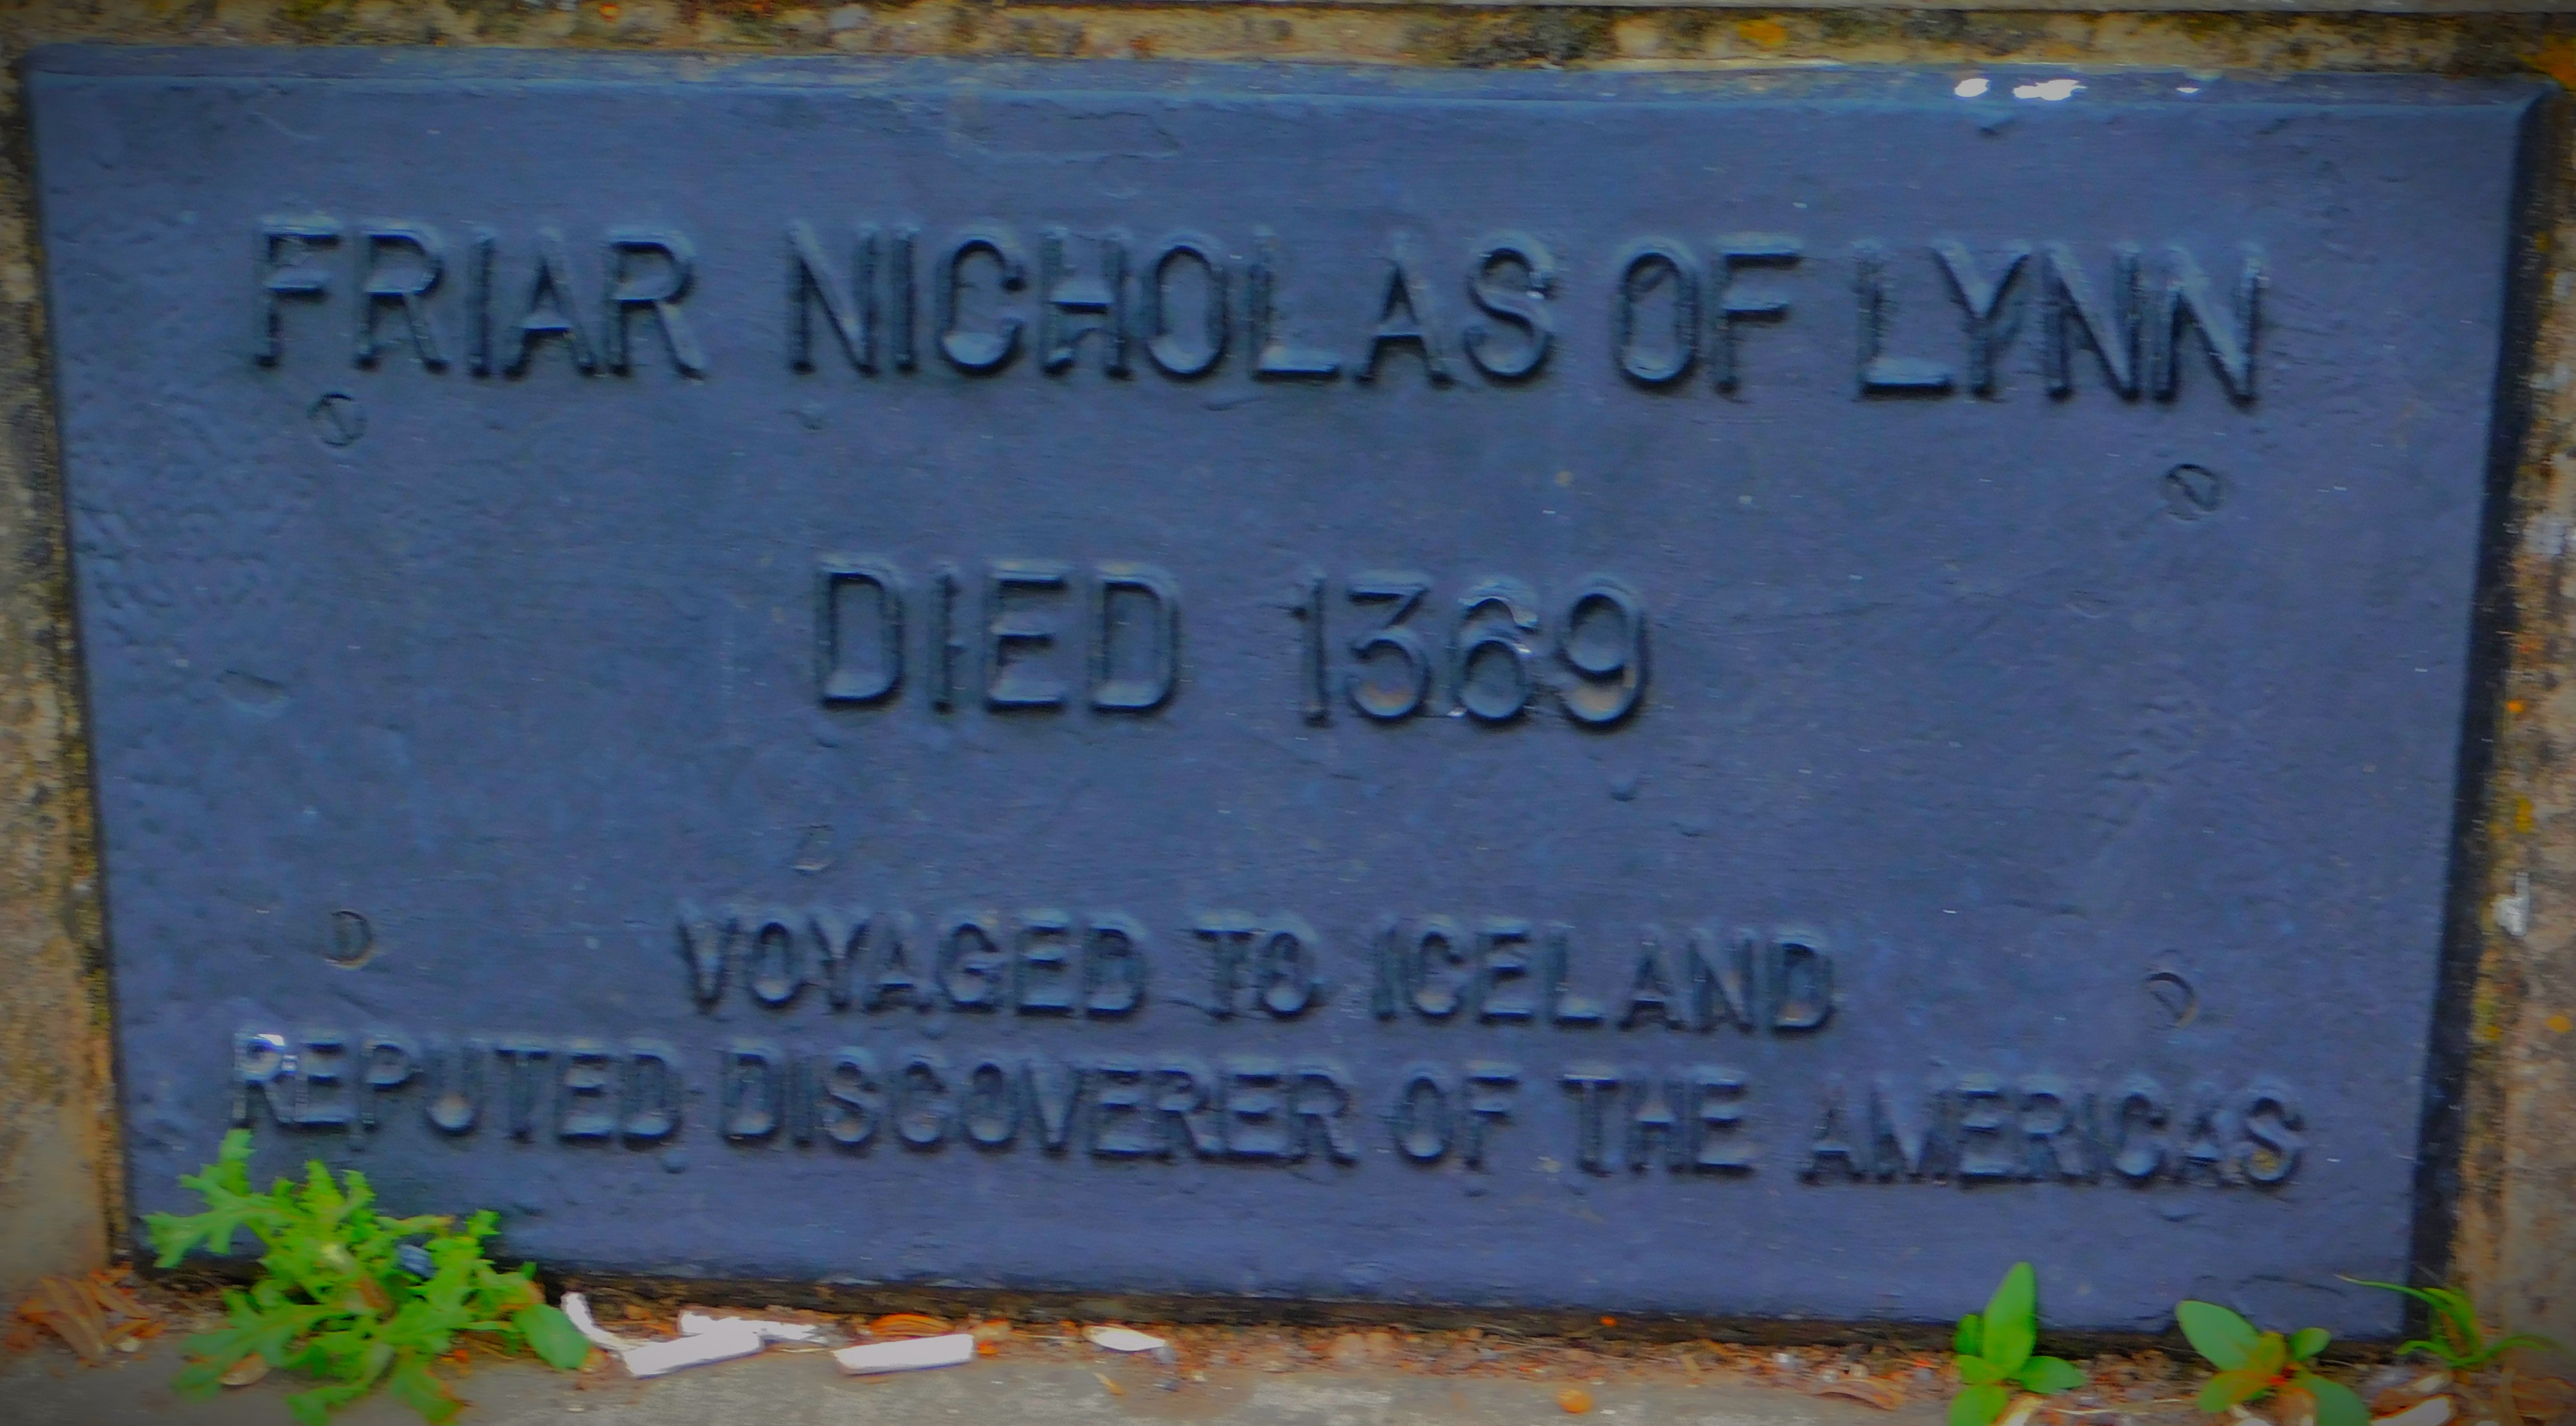 FRIAR NICHOLAS OF LYNN
DIED 1369
VOYAGED TO ICELAND
REPUTED DISCOVERER OF THE AMERICAS